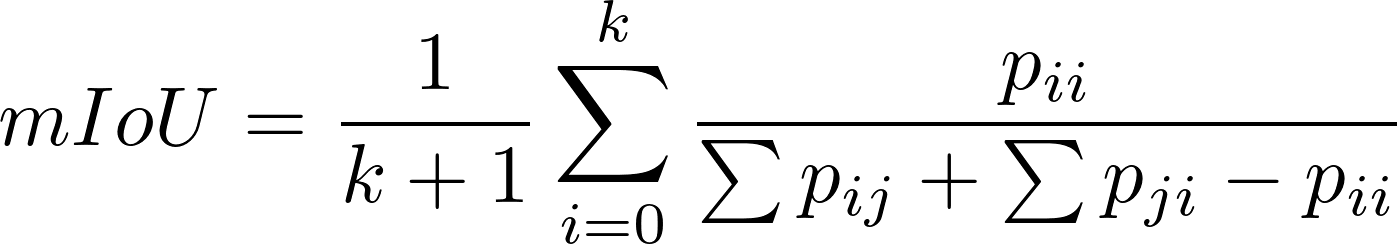 mIoU = \frac{1}{k+1} \sum_{i=0}^{k} \frac{p_{ii}}{\sum p_{ij} + \sum p_{ji} - p_{ii}}